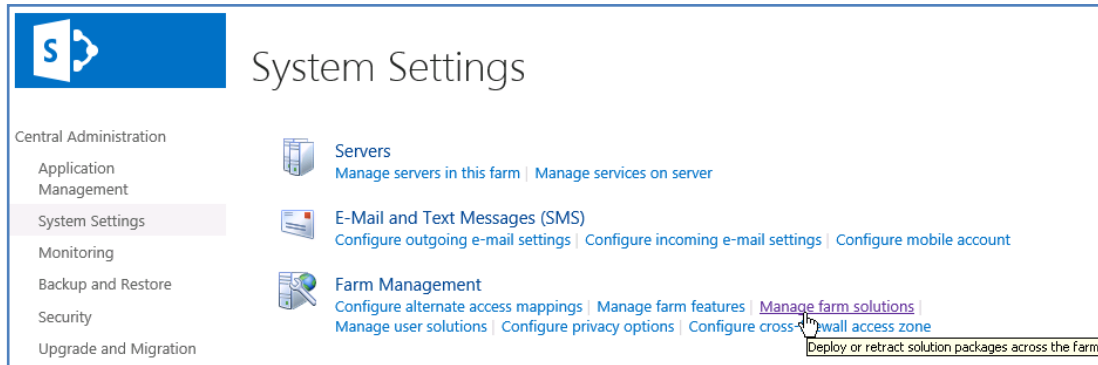 S
System Settings
Central Administration
Application
Management
System Settings
Monitoring
Backup and Restore
Security
Upgrade and Migration
Servers
Manage servers in this farm | Manage services on server
E-Mail and Text Messages (SMS)
Configure outgoing e-mail settings | Configure incoming e-mail settings | Configure mobile account
Farm Management
Configure alternate access mappings | Manage farm features | Manage farm solutions |
Manage user solutions | Configure privacy options | Configure cross-firewall access zone
Deploy or retract solution packages across the farm